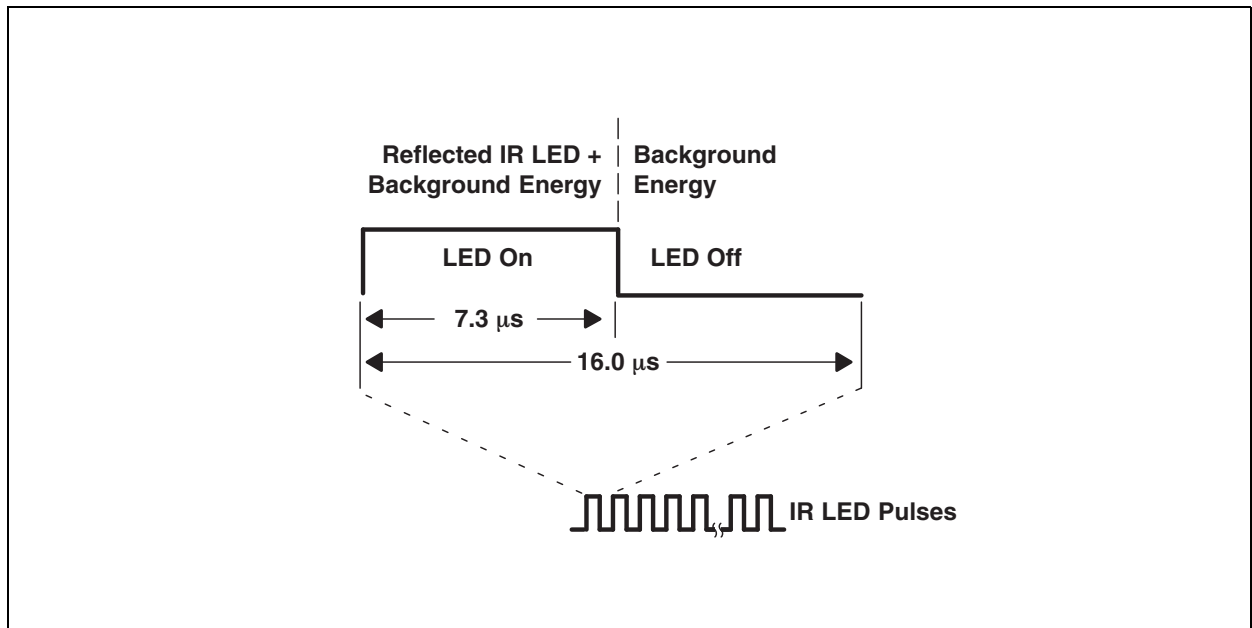 Reflected IR LED +
Background Energy
Background
Energy
LED On
LED Off
7.3 μs
16.0 μs
IR LED Pulses